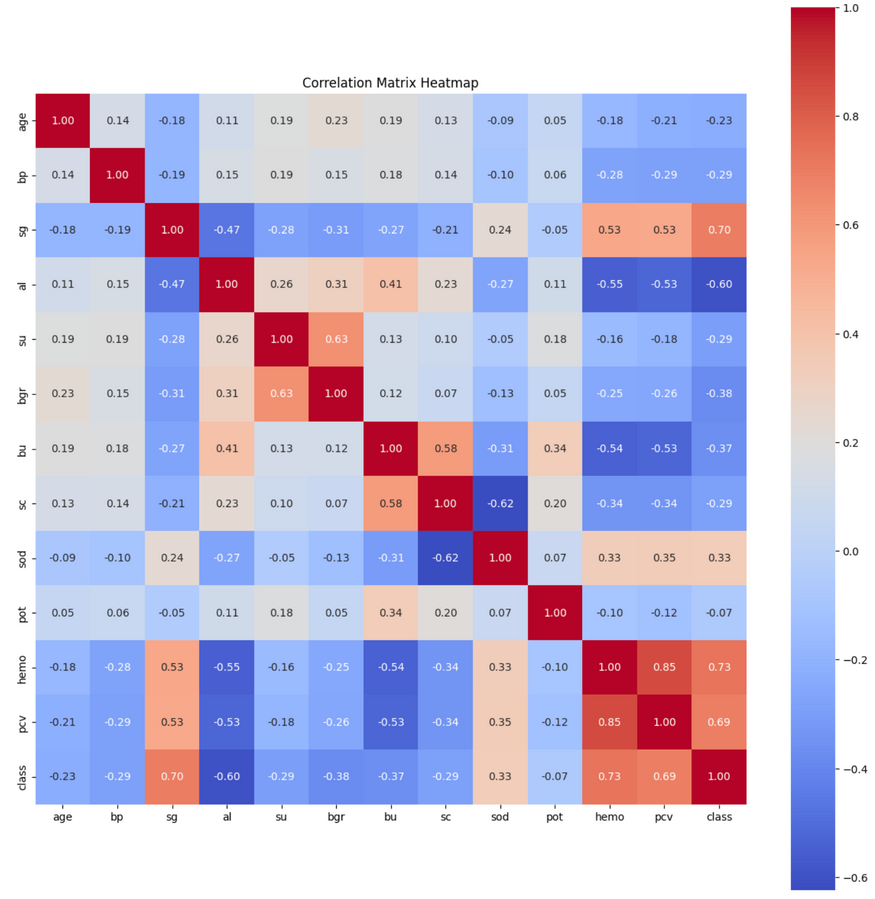 1.0
Correlation Matrix Heatmap
age 1.00 0.14 -0.18 0.11 0.19 0.23 0.19 0.13 -0.09 0.05 -0.18 -0.21 -0.23
0.8
bp 0.14 1.00 -0.19 0.15 0.19 0.15 0.18 0.14 -0.10 0.06 -0.28 -0.29 -0.29
sg -0.18 -0.19 1.00 -0.47 -0.28 -0.31 -0.27 -0.21 0.24 -0.05 0.53 0.53 0.70
0.6
al 0.11 0.15 -0.47 1.00 0.26 0.31 0.41 0.23 -0.27 0.11 -0.55 -0.53 -0.60
su 0.19 0.19 -0.28 0.26 1.00 0.63 0.13 0.10 -0.05 0.18 -0.16 -0.18 -0.29
0.4
bgr 0.23 0.15 -0.31 0.31 0.63 1.00 0.12 0.07 -0.13 0.05 -0.25 -0.26 -0.38
bu 0.19 0.18 -0.27 0.41 0.13 0.12 1.00 0.58 -0.31 0.34 -0.54 -0.53 -0.37
0.2
sc 0.13 0.14 -0.21 0.23 0.10 0.07 0.58 1.00 -0.62 0.20 -0.34 -0.34 -0.29
0.0
sod -0.09 -0.10 0.24 -0.27 -0.05 -0.13 -0.31 -0.62 1.00 0.07 0.33 0.35 0.33
pot 0.05 0.06 -0.05 0.11 0.18 0.05 0.34 0.20 0.07 1.00 -0.10 -0.12 -0.07
−0.2
hemo -0.18 -0.28 0.53 -0.55 -0.16 -0.25 -0.54 -0.34 0.33 -0.10 1.00 0.85 0.73
pcv -0.21 -0.29 0.53 -0.53 -0.18 -0.26 -0.53 -0.34 0.35 -0.12 0.85 1.00 0.69
−0.4
class -0.23 -0.29 0.70 -0.60 -0.29 -0.38 -0.37 -0.29 0.33 -0.07 0.73 0.69 1.00
age bp sg al su bgr bu sc sod pot hemo pcv class
−0.6